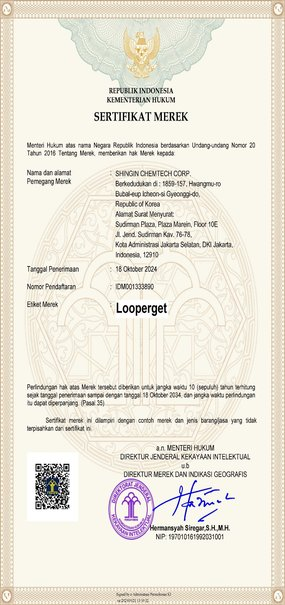 REPUBLIK INDONESIA
KEMENTERIAN HUKUM
SERTIFIKAT MEREK
Menteri Hukum atas nama Negara Republik Indonesia berdasarkan Undang-undang Nomor 20
Tahun 2016 Tentang Merek, memberikan hak Merek kepada:
Nama dan alamat : SHINGIN CHEMTECH CORP.
Pemegang Merek Berkedudukan di : 1859-157, Hwangmu-ro
Bubal-eup Icheon-si Gyeonggi-do,
Republic of Korea
Alamat Surat Menyurat:
Sudirman Plaza, Plaza Marein, Floor 10E
Jl. Jend. Sudirman Kav. 76-78,
Kota Administrasi Jakarta Selatan, DKI Jakarta,
Indonesia, 12910
Tanggal Penerimaan : 18 Oktober 2024
Nomor Pendaftaran : IDM001333890
Etiket Merek : Looperget
Perlindungan hak atas Merek tersebut diberikan untuk jangka waktu 10 (sepuluh) tahun terhitung
sejak tanggal penerimaan sampai dengan tanggal 18 Oktober 2034, dan jangka waktu perlindungan
itu dapat diperpanjang. (Pasal 35)
Sertifikat merek ini dilampiri dengan contoh merek dan jenis barang/jasa yang tidak
terpisahkan dari sertifikat ini.
a.n. MENTERI HUKUM
DIREKTUR JENDERAL KEKAYAAN INTELEKTUAL
u.b
DIREKTUR MEREK DAN INDIKASI GEOGRAFIS
DIREKTORAT JENDERAL
KEKAYAAN INTELEKTUAL
Hermansyah Siregar,S.H.,M.H.
NIP: 197010161992031001